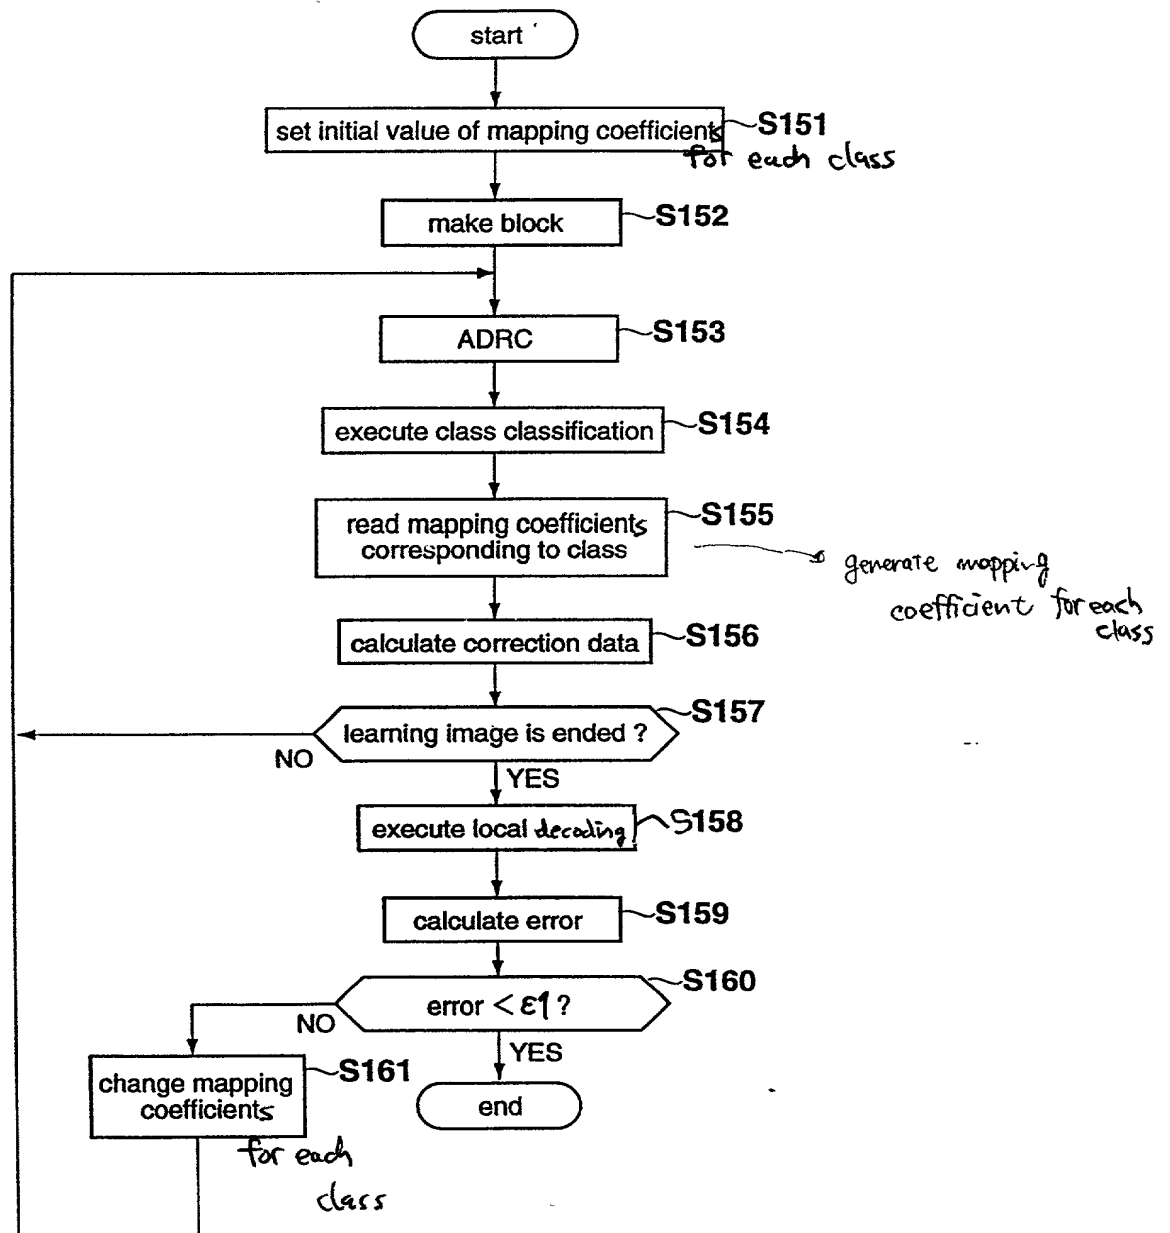 start
set initial value of mapping coefficients
S151
for each class
make block
S152
ADRC
S153
execute class classification
S154
read mapping coefficients
corresponding to class
S155
generate mapping
coefficient for each
class
calculate correction data
S156
learning image is ended ?
S157
NO
YES
execute local decoding
S158
calculate error
S159
error < ε1 ?
S160
NO
YES
change mapping
coefficients
S161
for each
class
end